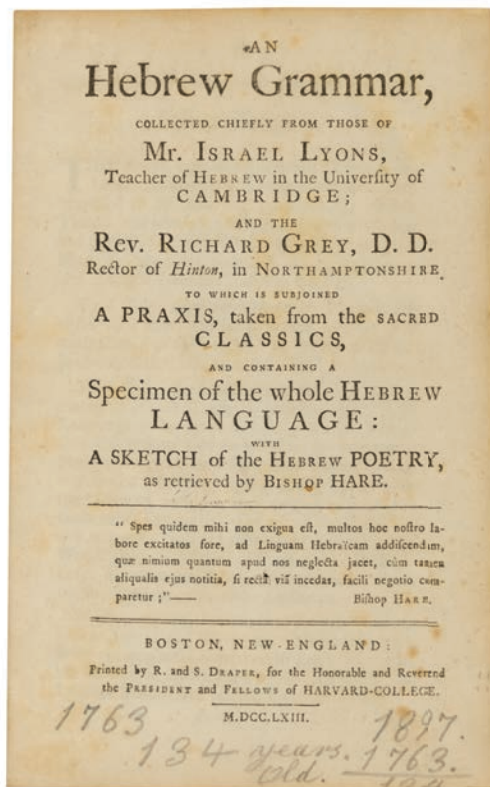 AN
Hebrew Grammar,
COLLECTED CHIEFLY FROM THOSE OF
Mr. ISRAEL LYONS,
Teacher of HEBREW in the Univerſity of
CAMBRIDGE;
AND THE
Rev. RICHARD GREY, D. D.
Rector of Hinton, in NORTHAMPTONSHIRE.
TO WHICH IS SUBJOINED
A PRAXIS, taken from the SACRED
CLASSICS,
AND CONTAINING A
Specimen of the whole HEBREW
LANGUAGE:
WITH
A SKETCH of the HEBREW POETRY,
as retrieved by BISHOP HARE.
“ Spes quidem mihi non exigua eſt, multos hoc noſtro la-
bore excitatos fore, ad Linguam Hebraïcam addiſcendam,
quæ nimium quantum apud nos neglecta jacet, cùm tamen
aliqualis ejus notitia, ſi rectâ viâ incedas, facili negotio com-
paretur ;”—— Biſhop HARE.
BOSTON, NEW-ENGLAND:
Printed by R. and S. DRAPER, for the Honorable and Reverend
the PRESIDENT and FELLOWS of HARVARD-COLLEGE.
M.DCC.LXIII.
1763 1897.
134 years. 1763.
Old.